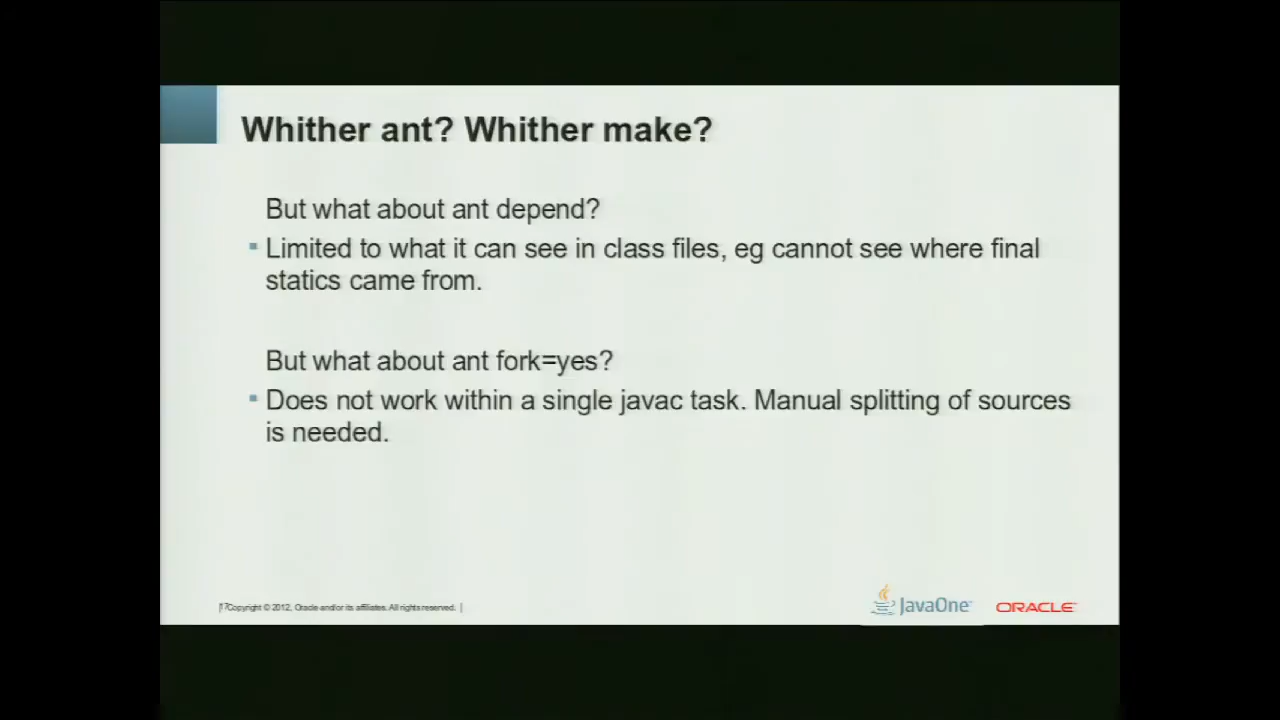 Whither ant? Whither make?
But what about ant depend?
Limited to what it can see in class files, eg cannot see where final
statics came from.
But what about ant fork=yes?
Does not work within a single javac task. Manual splitting of sources
is needed.
17 Copyright © 2012, Oracle and/or its affiliates. All rights reserved.
JavaOne™
ORACLE